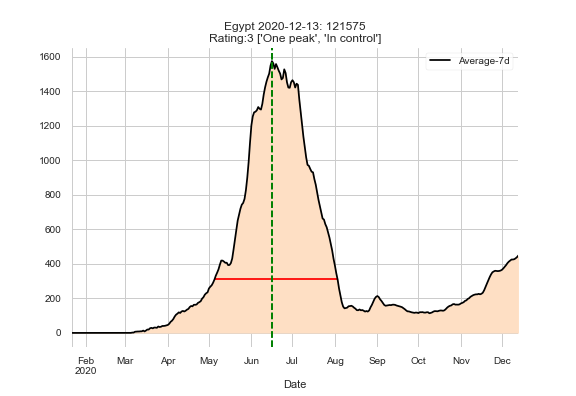 Egypt 2020-12-13: 121575
Rating:3 ['One peak', 'In control']
Average-7d
1600
1400
1200
1000
800
600
400
200
0
Feb Mar Apr May Jun Jul Aug Sep Oct Nov Dec
2020
Date